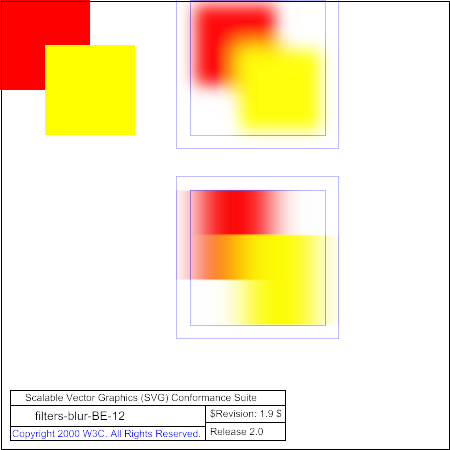 Scalable Vector Graphics (SVG) Conformance Suite
filters-blur-BE-12
$Revision: 1.9 $
Release 2.0
Copyright 2000 W3C. All Rights Reserved.